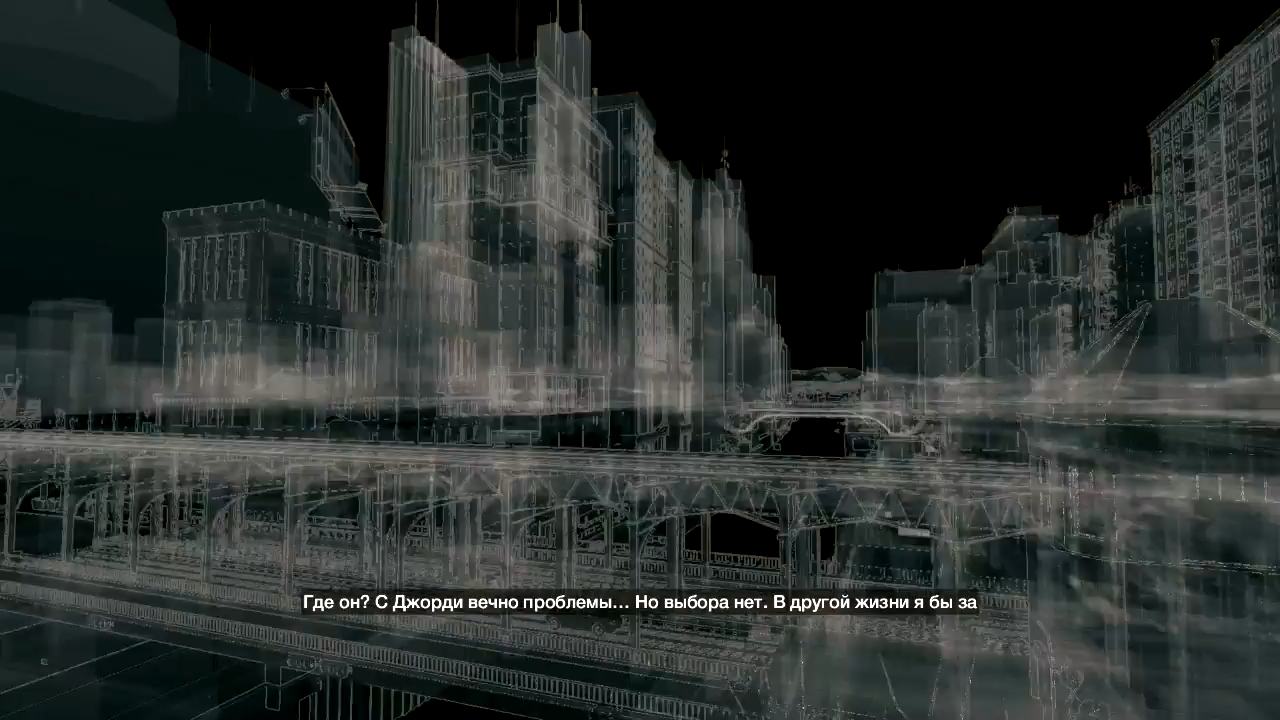 Где он? С Джорди вечно проблемы... Но выбора нет. В другой жизни я бы за